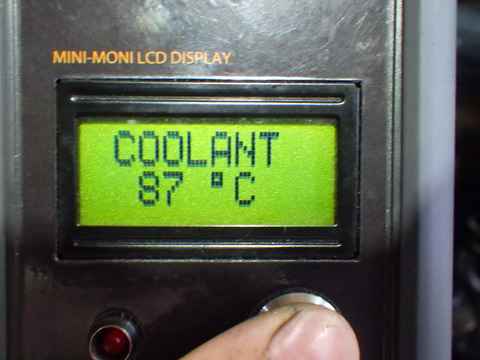 MINI-MONI LCD DISPLAY
COOLANT
87 °C